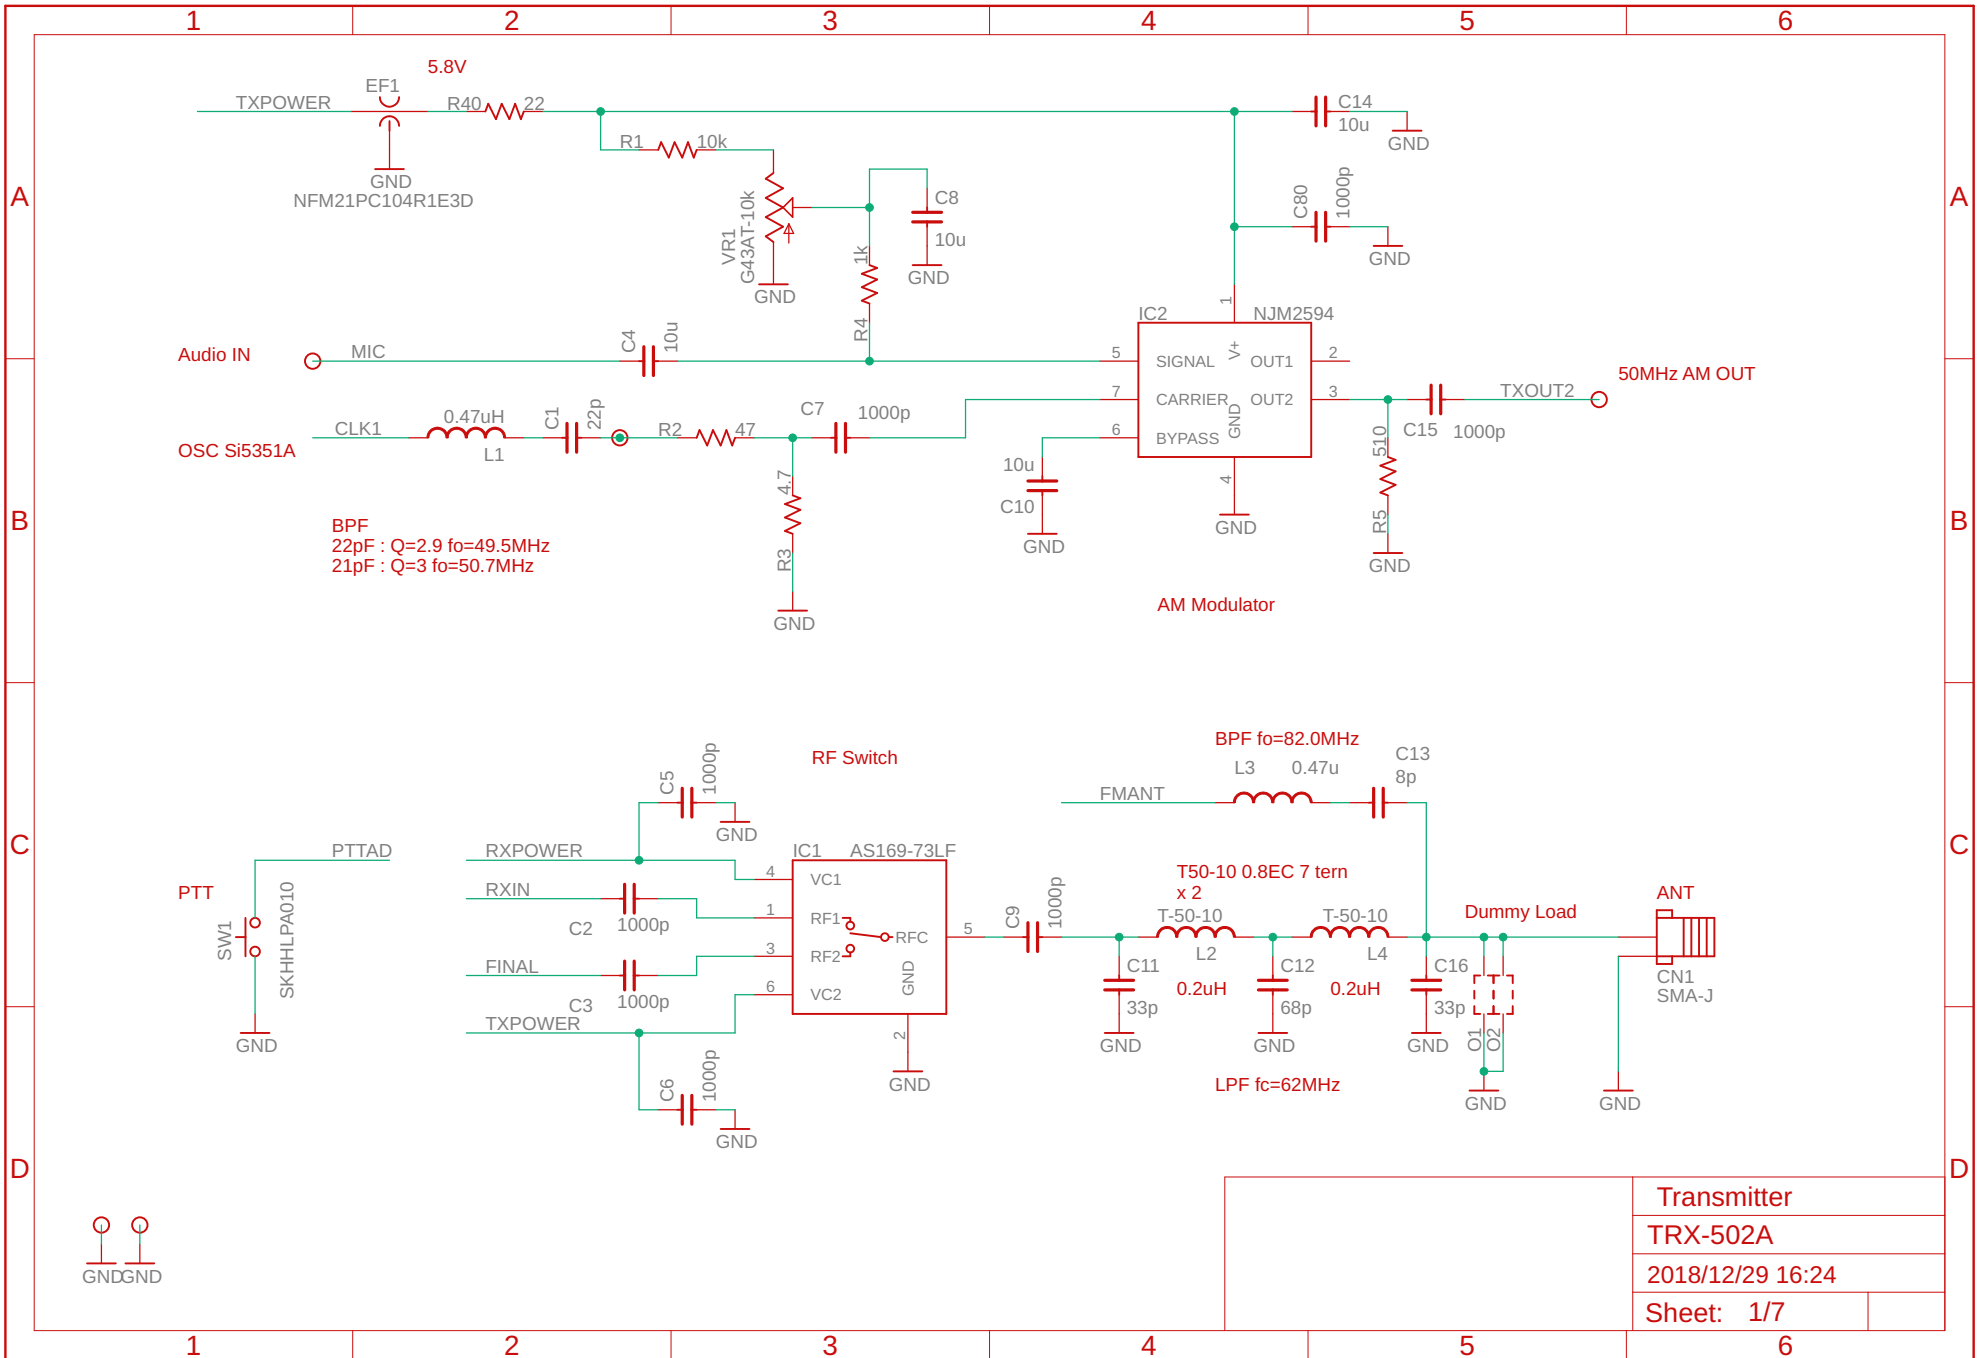 1 2 3 4 5 6
5.8V
EF1
TXPOWER
R40 22
C14
10u
GND
R1 10k
GND
NFM21PC104R1E3D
A
A
VR1
G43AT-10k
GND
C8
10u
GND
1k
R4
C80
1000p
GND
Audio IN
MIC
C4
10u
IC2 NJM2594
1
5 SIGNAL V+ OUT1 2
7 CARRIER OUT2 3
6 BYPASS GND
4
GND
TXOUT2
50MHz AM OUT
CLK1
0.47uH
L1
C1
22p
R2 47
C7 1000p
OSC Si5351A
C15 1000p
510
R5
GND
10u
C10
GND
4.7
R3
GND
B
B
BPF
22pF : Q=2.9 fo=49.5MHz
21pF : Q=3 fo=50.7MHz
AM Modulator
RF Switch
BPF fo=82.0MHz
L3 0.47u
C13
8p
FMANT
C5
1000p
GND
C
C
PTTAD
PTT
SW1
SKHHLPA010
GND
RXPOWER
RXIN
C2 1000p
FINAL
C3 1000p
TXPOWER
C6
1000p
GND
IC1 AS169-73LF
4 VC1
1 RF1
RFC 5
3 RF2
6 VC2
GND
2
GND
C9
1000p
T50-10 0.8EC 7 tern
x 2
T-50-10
L2
0.2uH
T-50-10
L4
0.2uH
C11
33p
GND
C12
68p
GND
C16
33p
GND
LPF fc=62MHz
Dummy Load
O1
O2
GND
ANT
CN1
SMA-J
GND
D
D
GND
GND
Transmitter
TRX-502A
2018/12/29 16:24
Sheet: 1/7
1 2 3 4 5 6